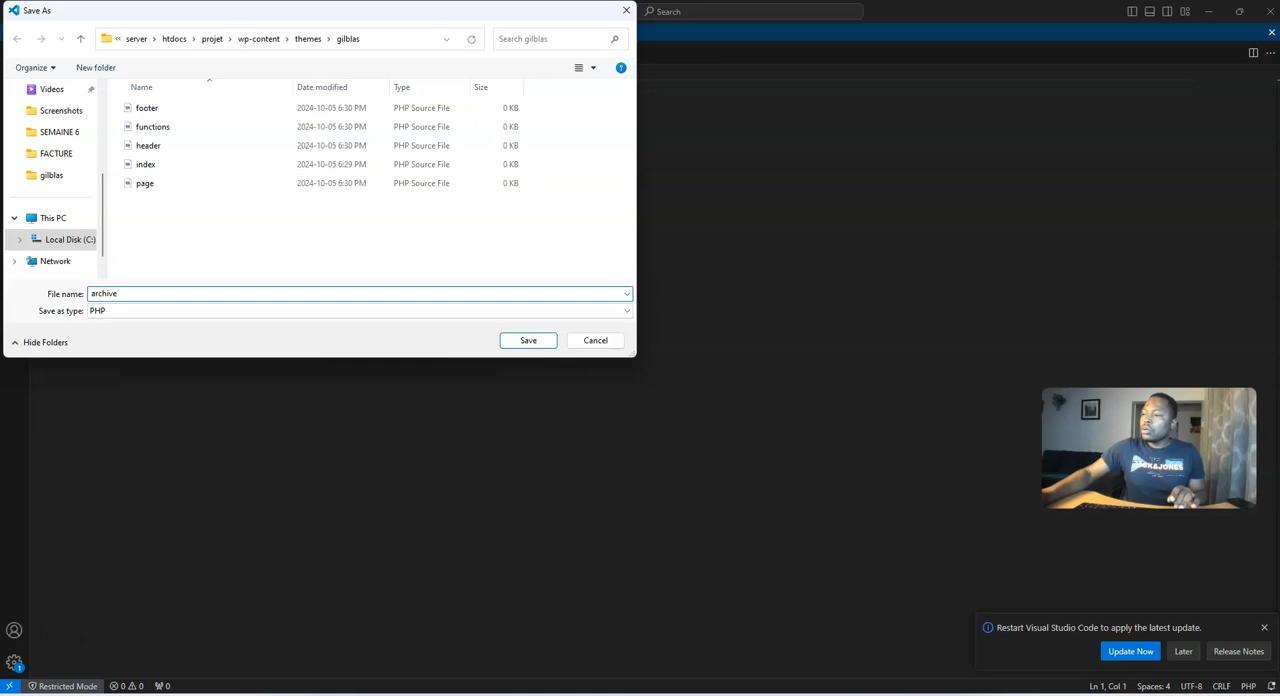 Save As
Search
« server > htdocs > projet > wp-content > themes > gilblas
Search gilblas
Organize
New folder
Name
Date modified
Type
Size
Videos
Screenshots
SEMAINE 6
FACTURE
gilblas
This PC
Local Disk (C:)
Network
footer 2024-10-05 6:30 PM PHP Source File 0 KB
functions 2024-10-05 6:30 PM PHP Source File 0 KB
header 2024-10-05 6:30 PM PHP Source File 0 KB
index 2024-10-05 6:29 PM PHP Source File 0 KB
page 2024-10-05 6:30 PM PHP Source File 0 KB
File name: archive
Save as type: PHP
Hide Folders
Save
Cancel
JACK&JONES
Restart Visual Studio Code to apply the latest update.
Update Now
Later
Release Notes
1
Restricted Mode
0
0
0
Ln 1, Col 1
Spaces: 4
UTF-8
CRLF
PHP